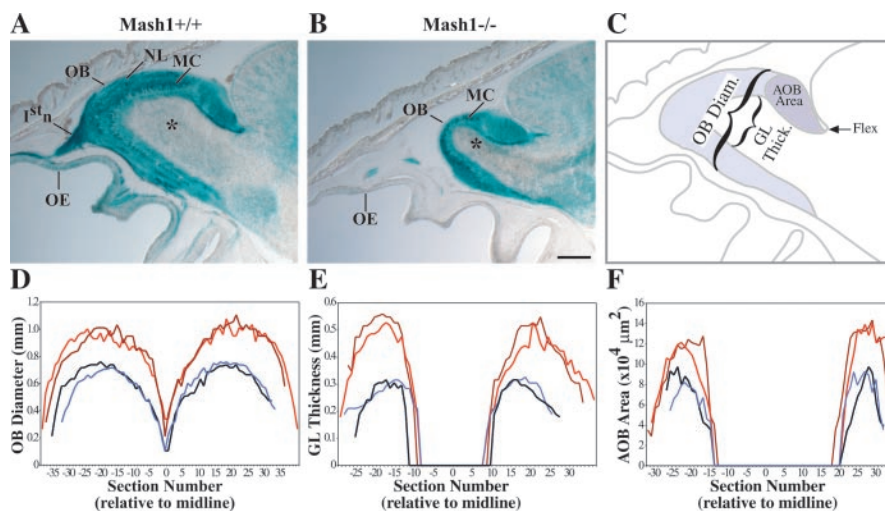 A Mash1+/+
B Mash1-/-
C
OB NL MC
Istn
*
OE
OB MC
*
OE
OB Diam.
GL Thick.
AOB Area
Flex
D
OB Diameter (mm)
1.2
1.0
0.8
0.6
0.4
0.2
0
-35 -30 -25 -20 -15 -10 -5 0 5 10 15 20 25 30 35
Section Number
(relative to midline)
E
GL Thickness (mm)
0.6
0.5
0.4
0.3
0.2
0.1
0
-25 -20 -15 -10 -5 0 5 10 15 20 25 30
Section Number
(relative to midline)
F
AOB Area (x10⁴ µm²)
16
14
12
10
8
6
4
2
0
-30 -25 -20 -15 -10 -5 0 5 10 15 20 25 30
Section Number
(relative to midline)